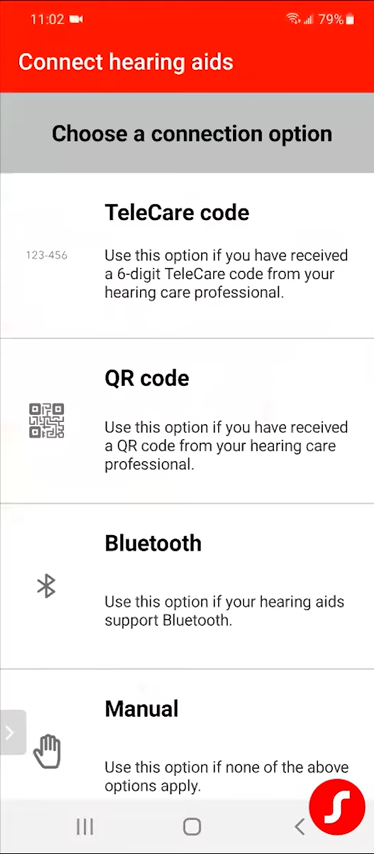 11:02 79%
Connect hearing aids
Choose a connection option
TeleCare code
123-456
Use this option if you have received
a 6-digit TeleCare code from your
hearing care professional.
QR code
Use this option if you have received
a QR code from your hearing care
professional.
Bluetooth
Use this option if your hearing aids
support Bluetooth.
Manual
Use this option if none of the above
options apply.